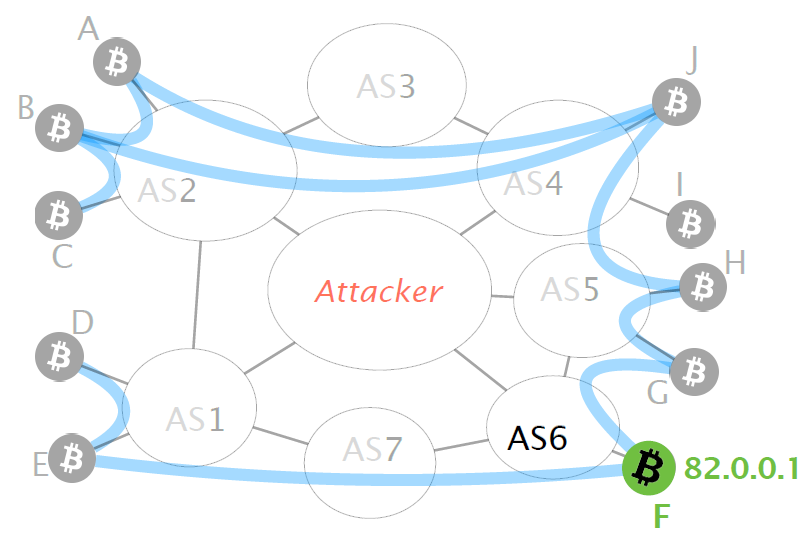 A
J
B
AS3
AS2
AS4
I
C
H
Attacker
AS5
D
G
AS1
AS7
AS6
E
82.0.0.1
F